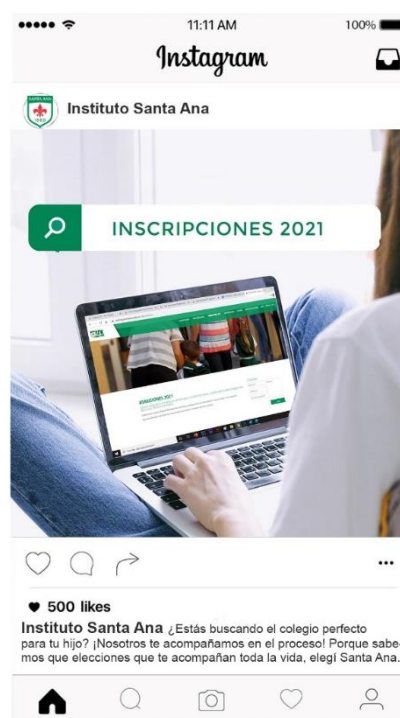 11:11 AM
100%
Instagram
Instituto Santa Ana
INSCRIPCIONES 2021
ADMISIONES 2021
500 likes
Instituto Santa Ana ¿Estás buscando el colegio perfecto
para tu hijo? ¡Nosotros te acompañamos en el proceso! Porque sabe-
mos que elecciones que te acompañan toda la vida, elegí Santa Ana.